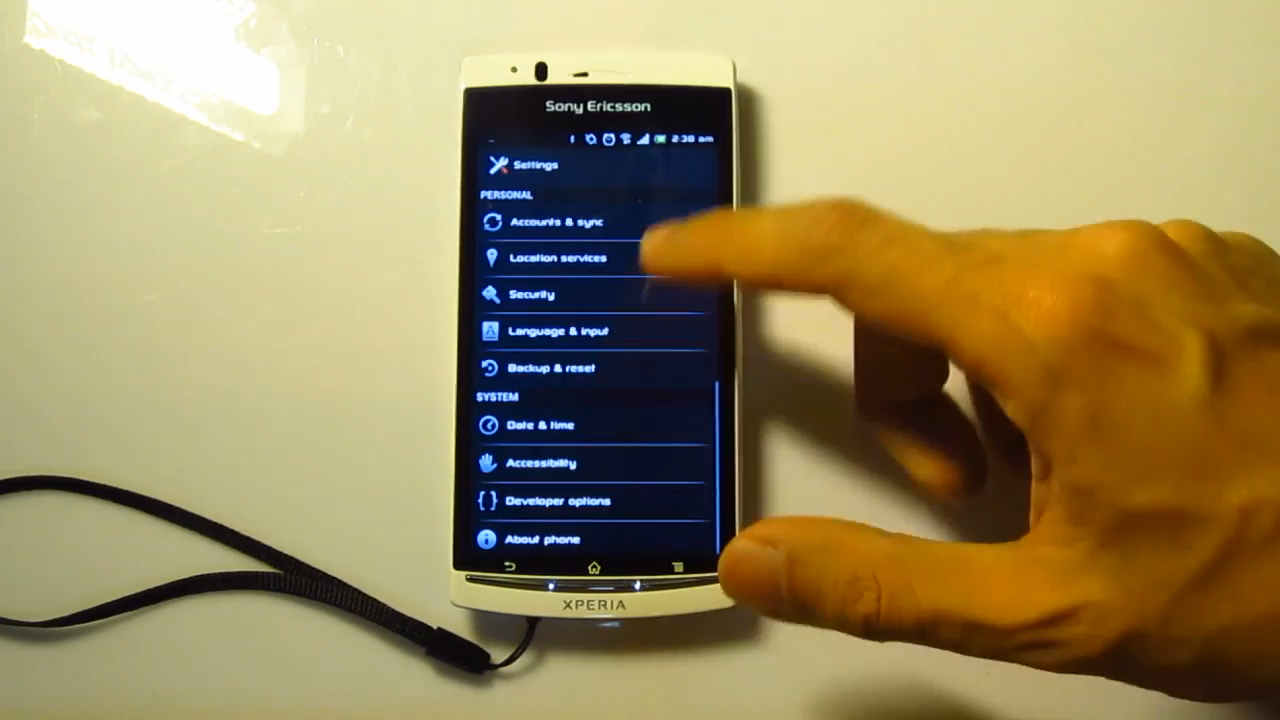 Sony Ericsson
2:38 am
Settings
PERSONAL
Accounts & sync
Location services
Security
Language & input
Backup & reset
SYSTEM
Date & time
Accessibility
Developer options
About phone
XPERIA